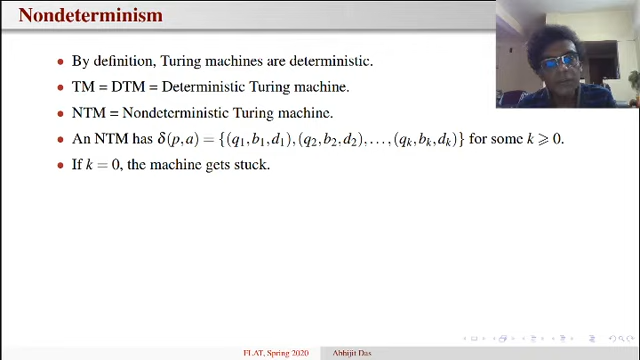 Nondeterminism
• By definition, Turing machines are deterministic.
• TM = DTM = Deterministic Turing machine.
• NTM = Nondeterministic Turing machine.
• An NTM has δ(p,a) = {(q₁,b₁,d₁),(q₂,b₂,d₂),…,(qₖ,bₖ,dₖ)} for some k ⩾ 0.
• If k = 0, the machine gets stuck.
FLAT, Spring 2020 Abhijit Das